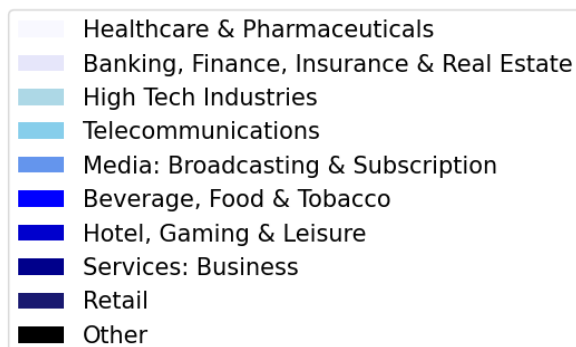 Healthcare & Pharmaceuticals
Banking, Finance, Insurance & Real Estate
High Tech Industries
Telecommunications
Media: Broadcasting & Subscription
Beverage, Food & Tobacco
Hotel, Gaming & Leisure
Services: Business
Retail
Other